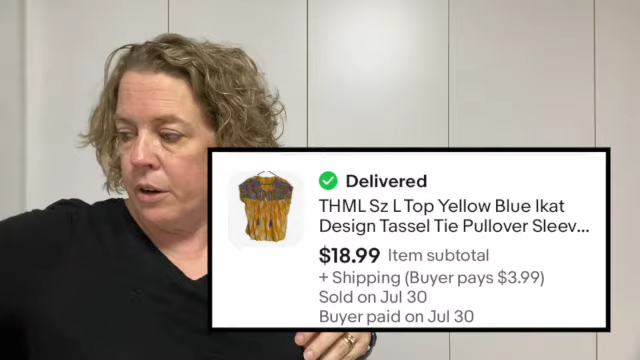 Delivered
THML Sz L Top Yellow Blue Ikat
Design Tassel Tie Pullover Sleev...
$18.99 Item subtotal
+ Shipping (Buyer pays $3.99)
Sold on Jul 30
Buyer paid on Jul 30